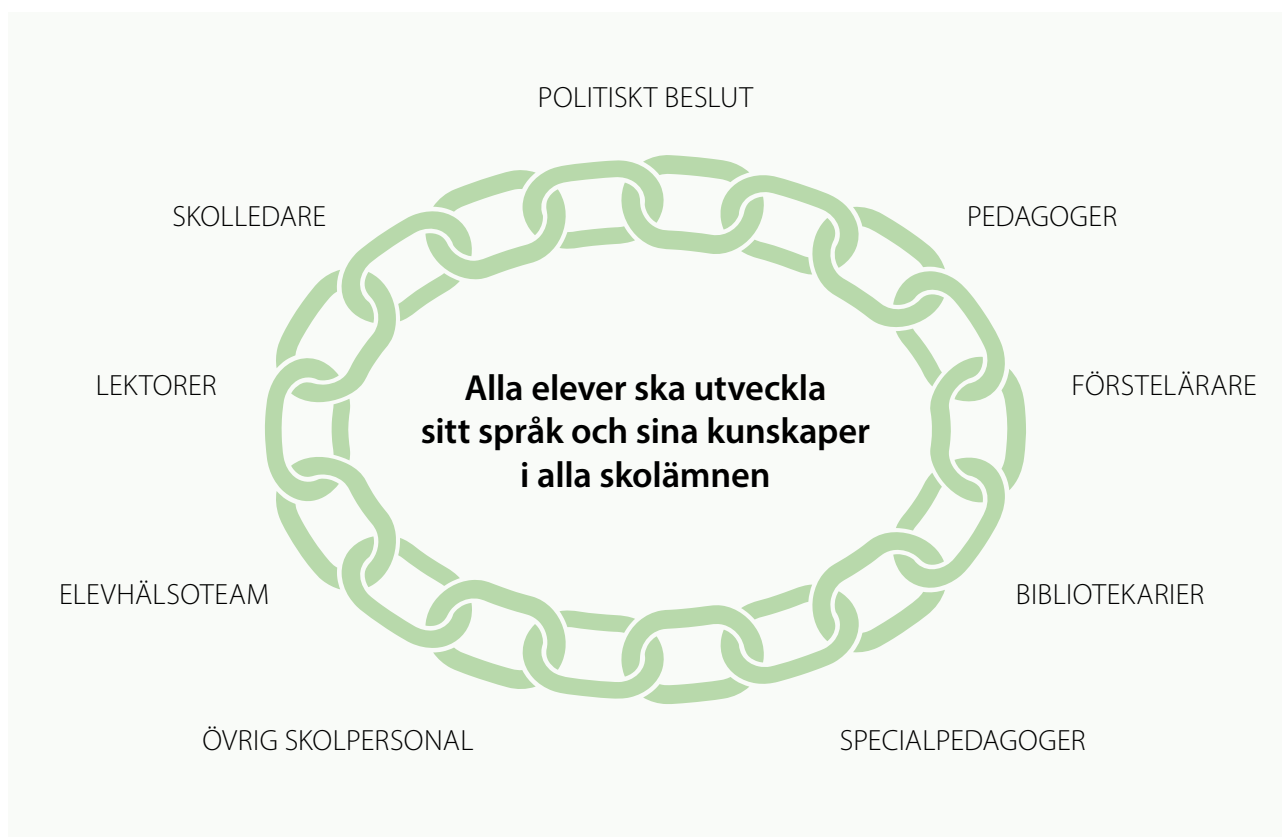 POLITISKT BESLUT
SKOLLEDARE
PEDAGOGER
LEKTORER
Alla elever ska utveckla
sitt språk och sina kunskaper
i alla skolämnen
FÖRSTELÄRARE
ELEVHÄLSOTEAM
BIBLIOTEKARIER
ÖVRIG SKOLPERSONAL
SPECIALPEDAGOGER